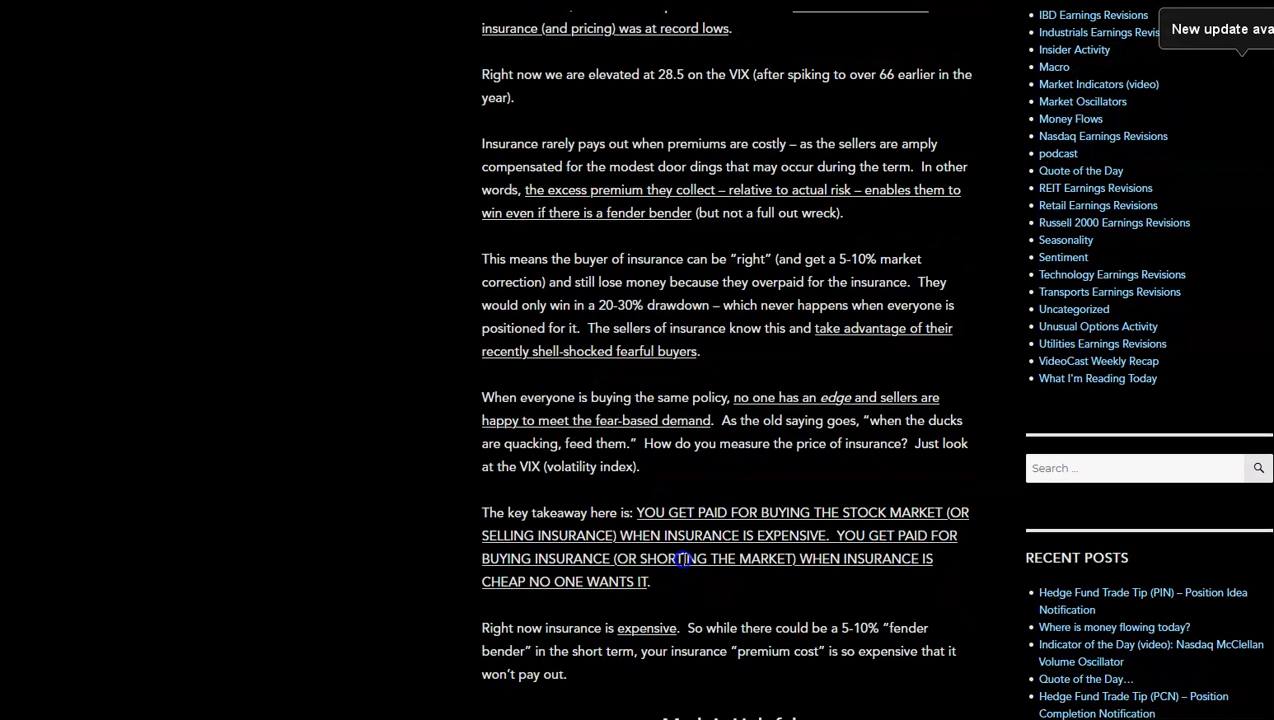 insurance (and pricing) was at record lows.
Right now we are elevated at 28.5 on the VIX (after spiking to over 66 earlier in the
year).
Insurance rarely pays out when premiums are costly – as the sellers are amply
compensated for the modest door dings that may occur during the term.  In other
words, the excess premium they collect – relative to actual risk – enables them to
win even if there is a fender bender (but not a full out wreck).
This means the buyer of insurance can be “right” (and get a 5-10% market
correction) and still lose money because they overpaid for the insurance.  They
would only win in a 20-30% drawdown – which never happens when everyone is
positioned for it.  The sellers of insurance know this and take advantage of their
recently shell-shocked fearful buyers.
When everyone is buying the same policy, no one has an edge and sellers are
happy to meet the fear-based demand.  As the old saying goes, “when the ducks
are quacking, feed them.”  How do you measure the price of insurance?  Just look
at the VIX (volatility index).
The key takeaway here is: YOU GET PAID FOR BUYING THE STOCK MARKET (OR
SELLING INSURANCE) WHEN INSURANCE IS EXPENSIVE.  YOU GET PAID FOR
BUYING INSURANCE (OR SHORTING THE MARKET) WHEN INSURANCE IS
CHEAP NO ONE WANTS IT.
Right now insurance is expensive.  So while there could be a 5-10% “fender
bender” in the short term, your insurance “premium cost” is so expensive that it
won’t pay out.
IBD Earnings Revisions
Industrials Earnings Revis
New update ava
Insider Activity
Macro
Market Indicators (video)
Market Oscillators
Money Flows
Nasdaq Earnings Revisions
podcast
Quote of the Day
REIT Earnings Revisions
Retail Earnings Revisions
Russell 2000 Earnings Revisions
Seasonality
Sentiment
Technology Earnings Revisions
Transports Earnings Revisions
Uncategorized
Unusual Options Activity
Utilities Earnings Revisions
VideoCast Weekly Recap
What I'm Reading Today
Search ...
RECENT POSTS
Hedge Fund Trade Tip (PIN) – Position Idea
Notification
Where is money flowing today?
Indicator of the Day (video): Nasdaq McClellan
Volume Oscillator
Quote of the Day…
Hedge Fund Trade Tip (PCN) – Position
Completion Notification